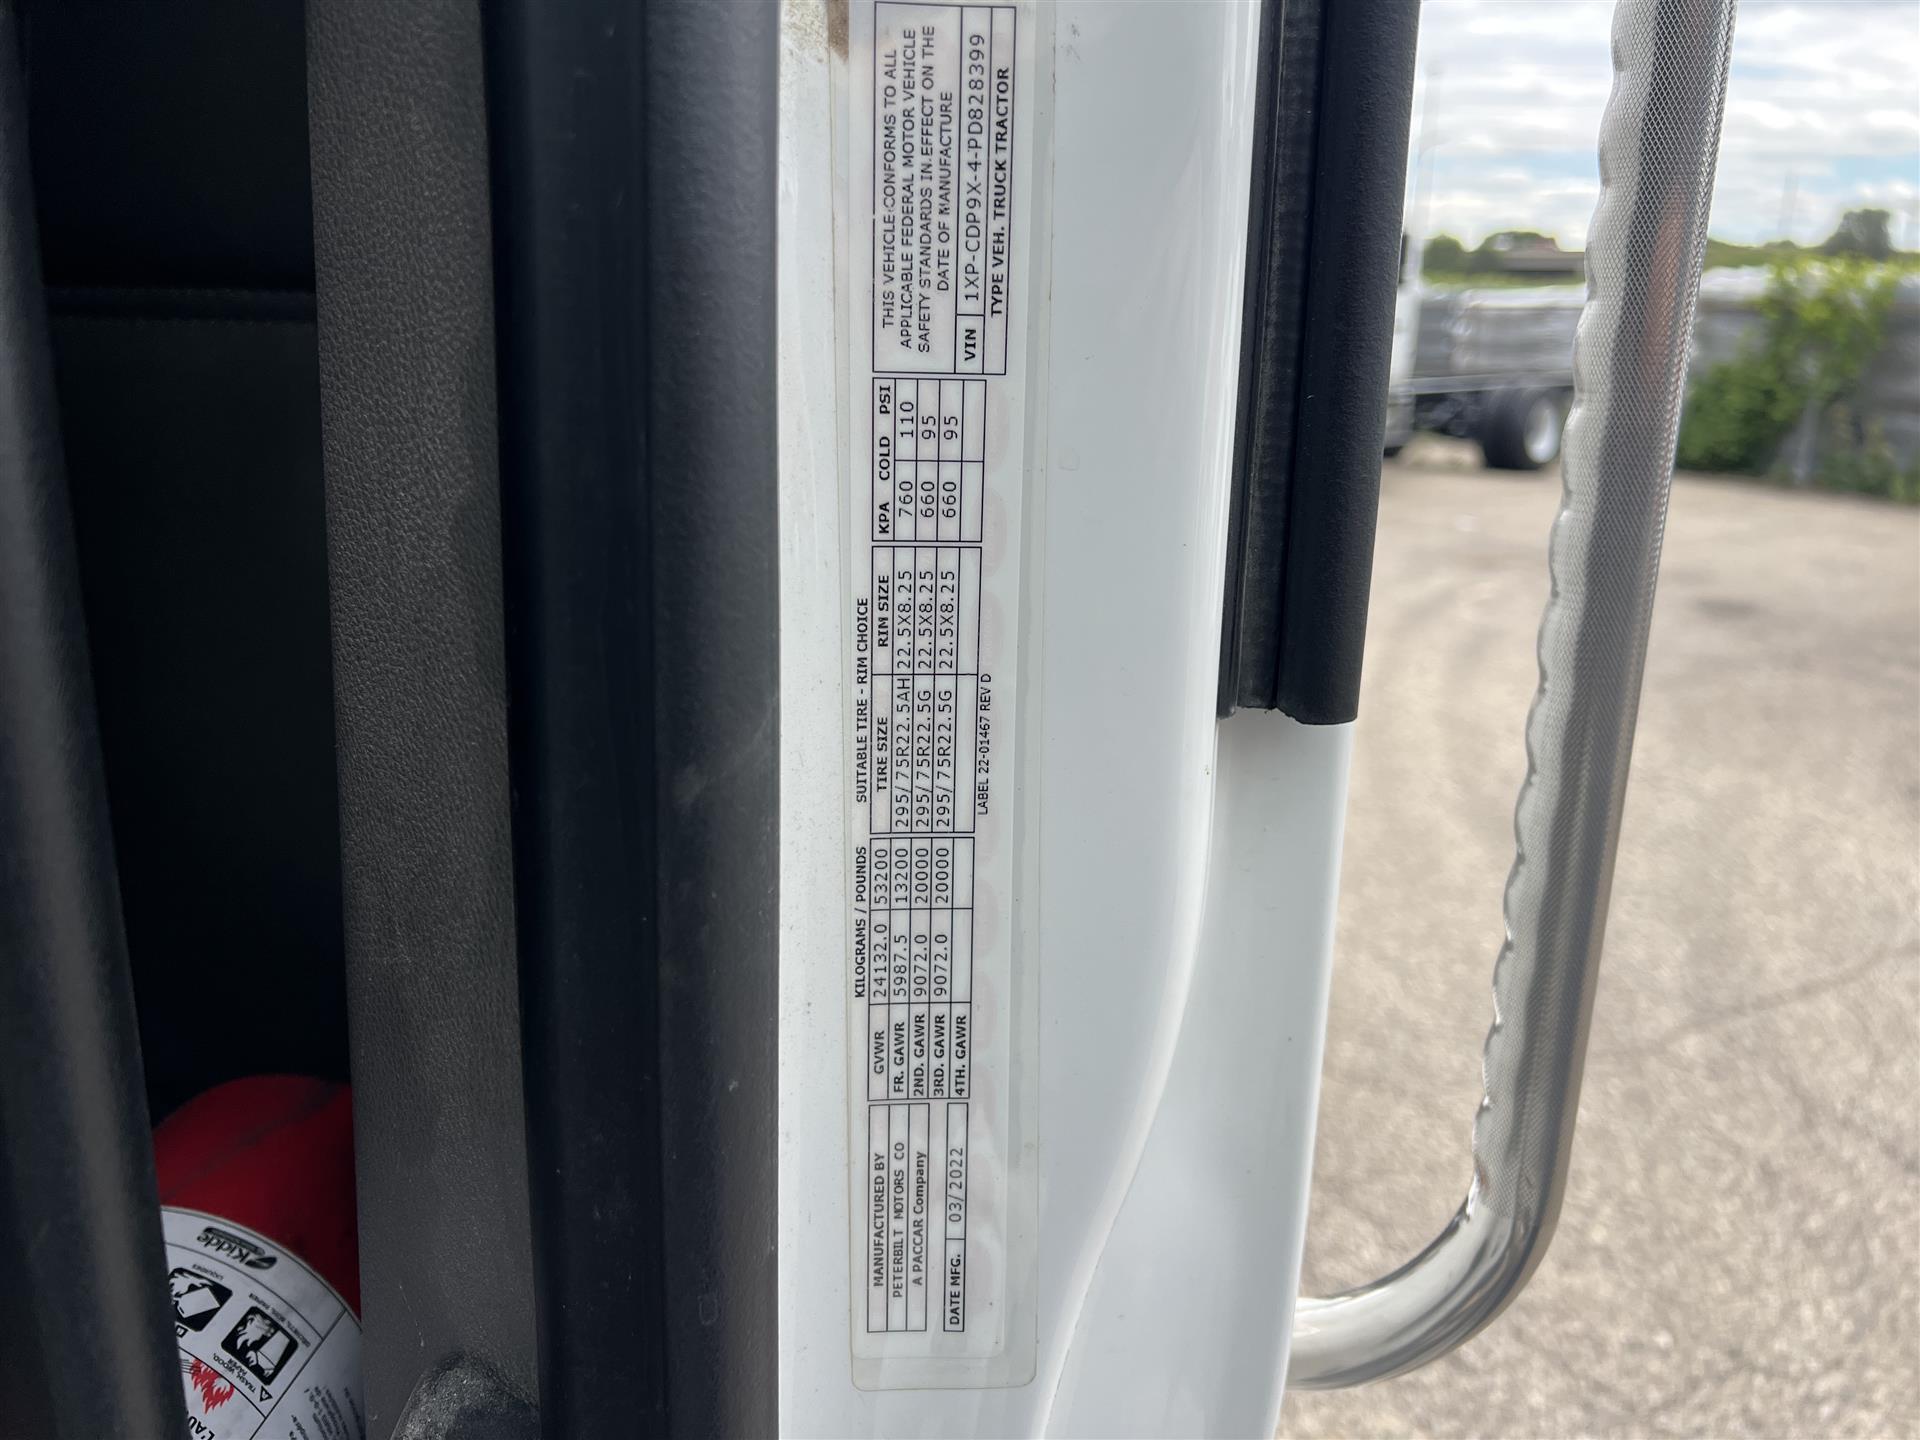 MANUFACTURED BY
PETERBILT MOTORS CO
A PACCAR Company
DATE MFG. 03/2022
KILOGRAMS / POUNDS
GVWR 24132.0 53200
FR. GAWR 5987.5 13200
2ND. GAWR 9072.0 20000
3RD. GAWR 9072.0 20000
4TH. GAWR
SUITABLE TIRE - RIM CHOICE
TIRE SIZE RIM SIZE KPA COLD PSI
295/75R22.5AH 22.5X8.25 760 110
295/75R22.5G 22.5X8.25 660 95
295/75R22.5G 22.5X8.25 660 95
LABEL 22-01467 REV D
THIS VEHICLE CONFORMS TO ALL
APPLICABLE FEDERAL MOTOR VEHICLE
SAFETY STANDARDS IN EFFECT ON THE
DATE OF MANUFACTURE
VIN 1XP-CDP9X-4-PD828399
TYPE VEH. TRUCK TRACTOR
Kidde
LIQUIDES
TRASH, WOOD,
PAPER